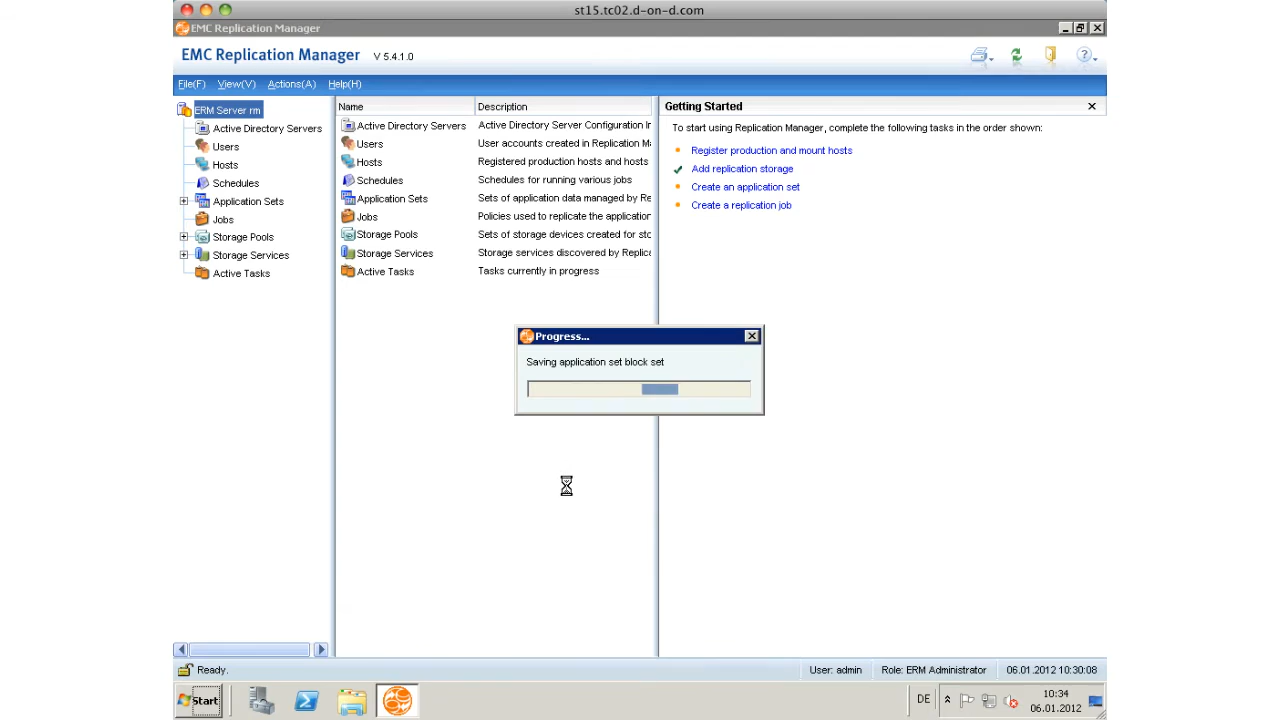 st15.tc02.d-on-d.com
EMC Replication Manager
EMC Replication Manager V 5.4.1.0
File(F) View(V) Actions(A) Help(H)
ERM Server rm
Active Directory Servers
Users
Hosts
Schedules
Application Sets
Jobs
Storage Pools
Storage Services
Active Tasks
Name Description
Active Directory Servers Active Directory Server Configuration I
Users User accounts created in Replication M
Hosts Registered production hosts and hosts
Schedules Schedules for running various jobs
Application Sets Sets of application data managed by Re
Jobs Policies used to replicate the application
Storage Pools Sets of storage devices created for sto
Storage Services Storage services discovered by Replica
Active Tasks Tasks currently in progress
Getting Started
To start using Replication Manager, complete the following tasks in the order shown:
Register production and mount hosts
Add replication storage
Create an application set
Create a replication job
Progress...
Saving application set block set
Ready.
User: admin Role: ERM Administrator 06.01.2012 10:30:08
Start
DE
10:34
06.01.2012